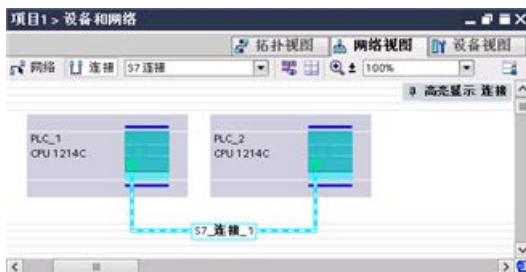 项目1 > 设备和网络
拓扑视图 网络视图 设备视图
网络 连接 S7连接 100%
高亮显示 连接
PLC_1
CPU 1214C
PLC_2
CPU 1214C
S7_连接_1